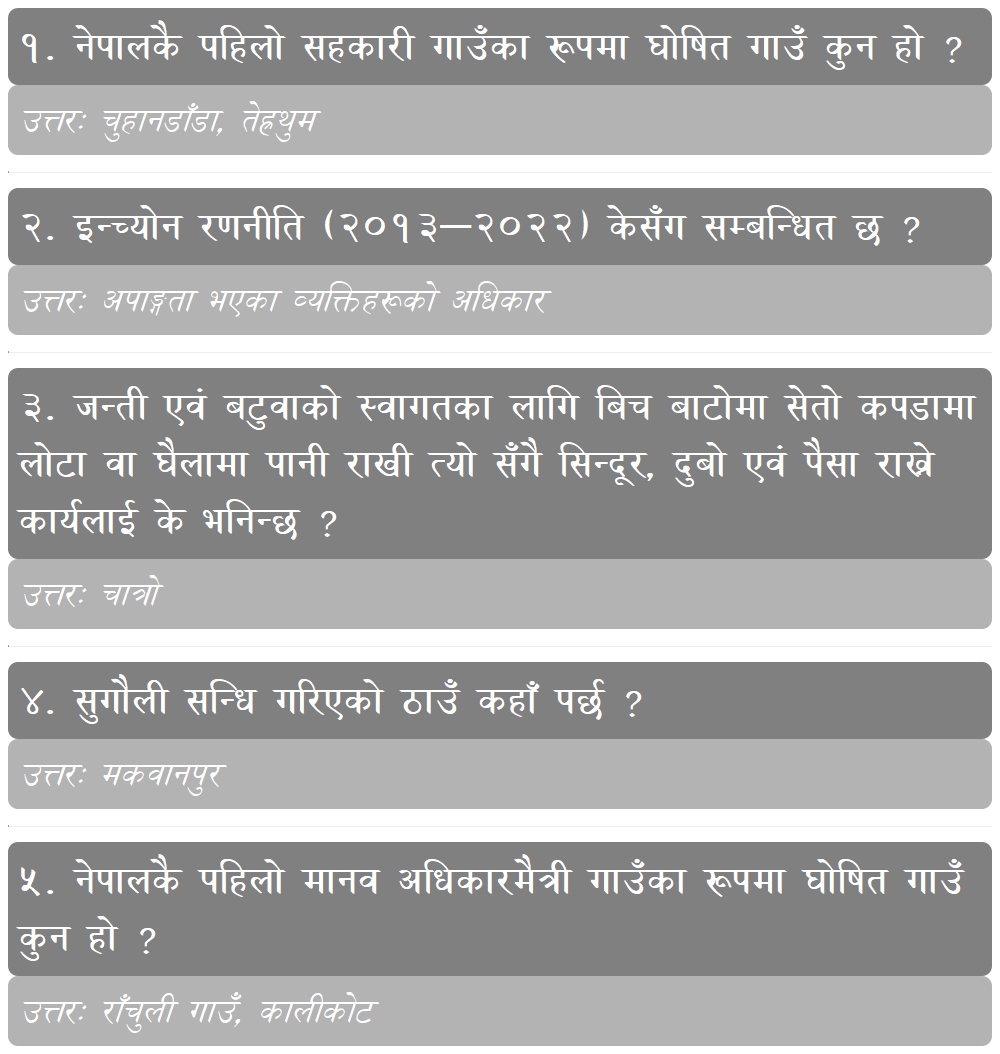 १. नेपालकै पहिलो सहकारी गाउँका रूपमा घोषित गाउँ कुन हो ?
उत्तरः चुहानडाँडा, तेह्रथुम
२. इन्च्योन रणनीति (२०१३—२०२२) केसँग सम्बन्धित छ ?
उत्तरः अपाङ्गता भएका व्यक्तिहरूको अधिकार
३. जन्ती एवं बटुवाको स्वागतका लागि बिच बाटोमा सेतो कपडामा
लोटा वा घैलामा पानी राखी त्यो सँगै सिन्दूर, दुबो एवं पैसा राख्ने
कार्यलाई के भनिन्छ ?
उत्तरः चात्रो
४. सुगौली सन्धि गरिएको ठाउँ कहाँ पर्छ ?
उत्तरः मकवानपुर
५. नेपालकै पहिलो मानव अधिकारमैत्री गाउँका रूपमा घोषित गाउँ
कुन हो ?
उत्तरः राँचुली गाउँ, कालीकोट